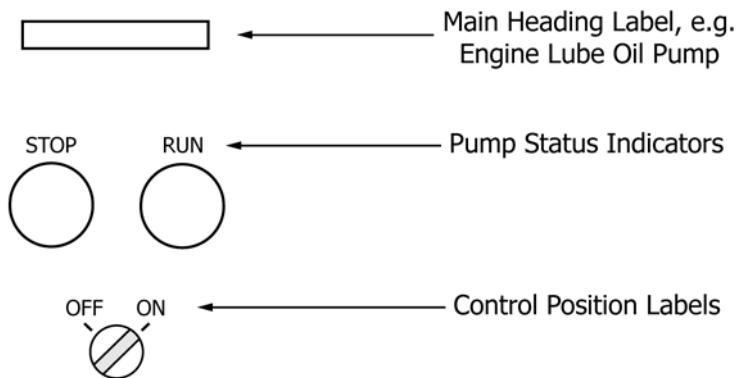 Main Heading Label, e.g.
Engine Lube Oil Pump
STOP
RUN
Pump Status Indicators
OFF
ON
Control Position Labels